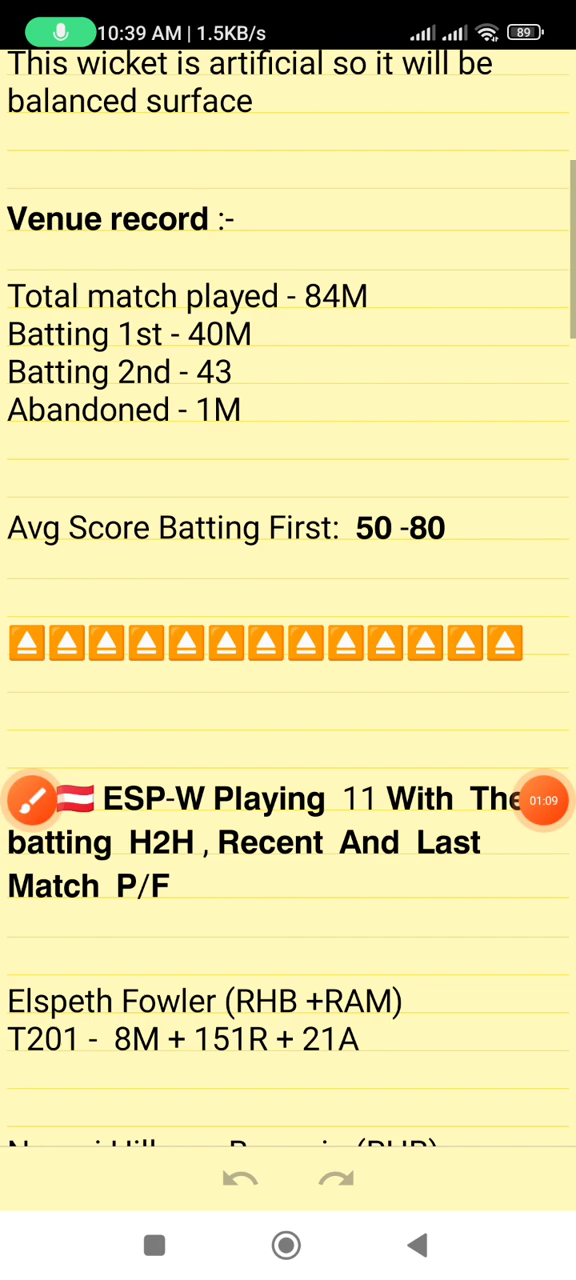 10:39 AM | 1.5KB/s
89
This wicket is artificial so it will be
balanced surface
Venue record :-
Total match played - 84M
Batting 1st - 40M
Batting 2nd - 43
Abandoned - 1M
Avg Score Batting First: 50 -80
ESP-W Playing 11 With The
01:09
batting H2H , Recent And Last
Match P/F
Elspeth Fowler (RHB +RAM)
T201 - 8M + 151R + 21A